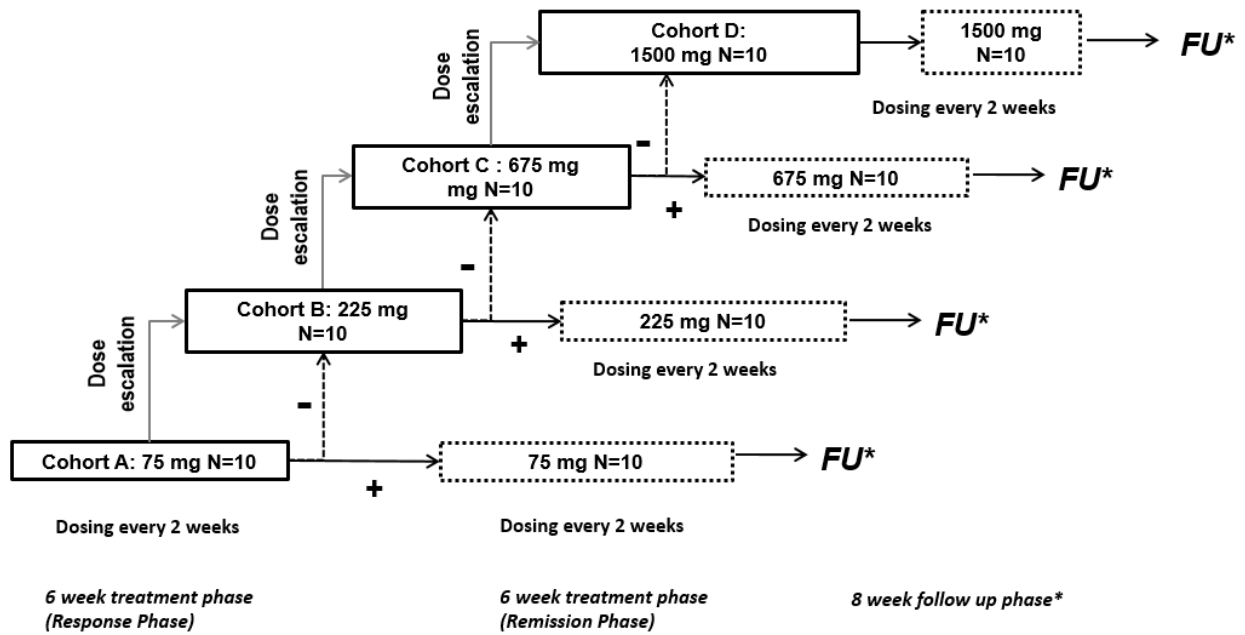 Cohort D:
1500 mg N=10
1500 mg
N=10
FU*
Dose
escalation
Dosing every 2 weeks
-
Cohort C : 675 mg
mg N=10
675 mg N=10
FU*
+
Dose
escalation
Dosing every 2 weeks
-
Cohort B: 225 mg
N=10
225 mg N=10
FU*
+
Dose
escalation
Dosing every 2 weeks
-
Cohort A: 75 mg N=10
75 mg N=10
FU*
+
Dosing every 2 weeks
Dosing every 2 weeks
6 week treatment phase
(Response Phase)
6 week treatment phase
(Remission Phase)
8 week follow up phase*